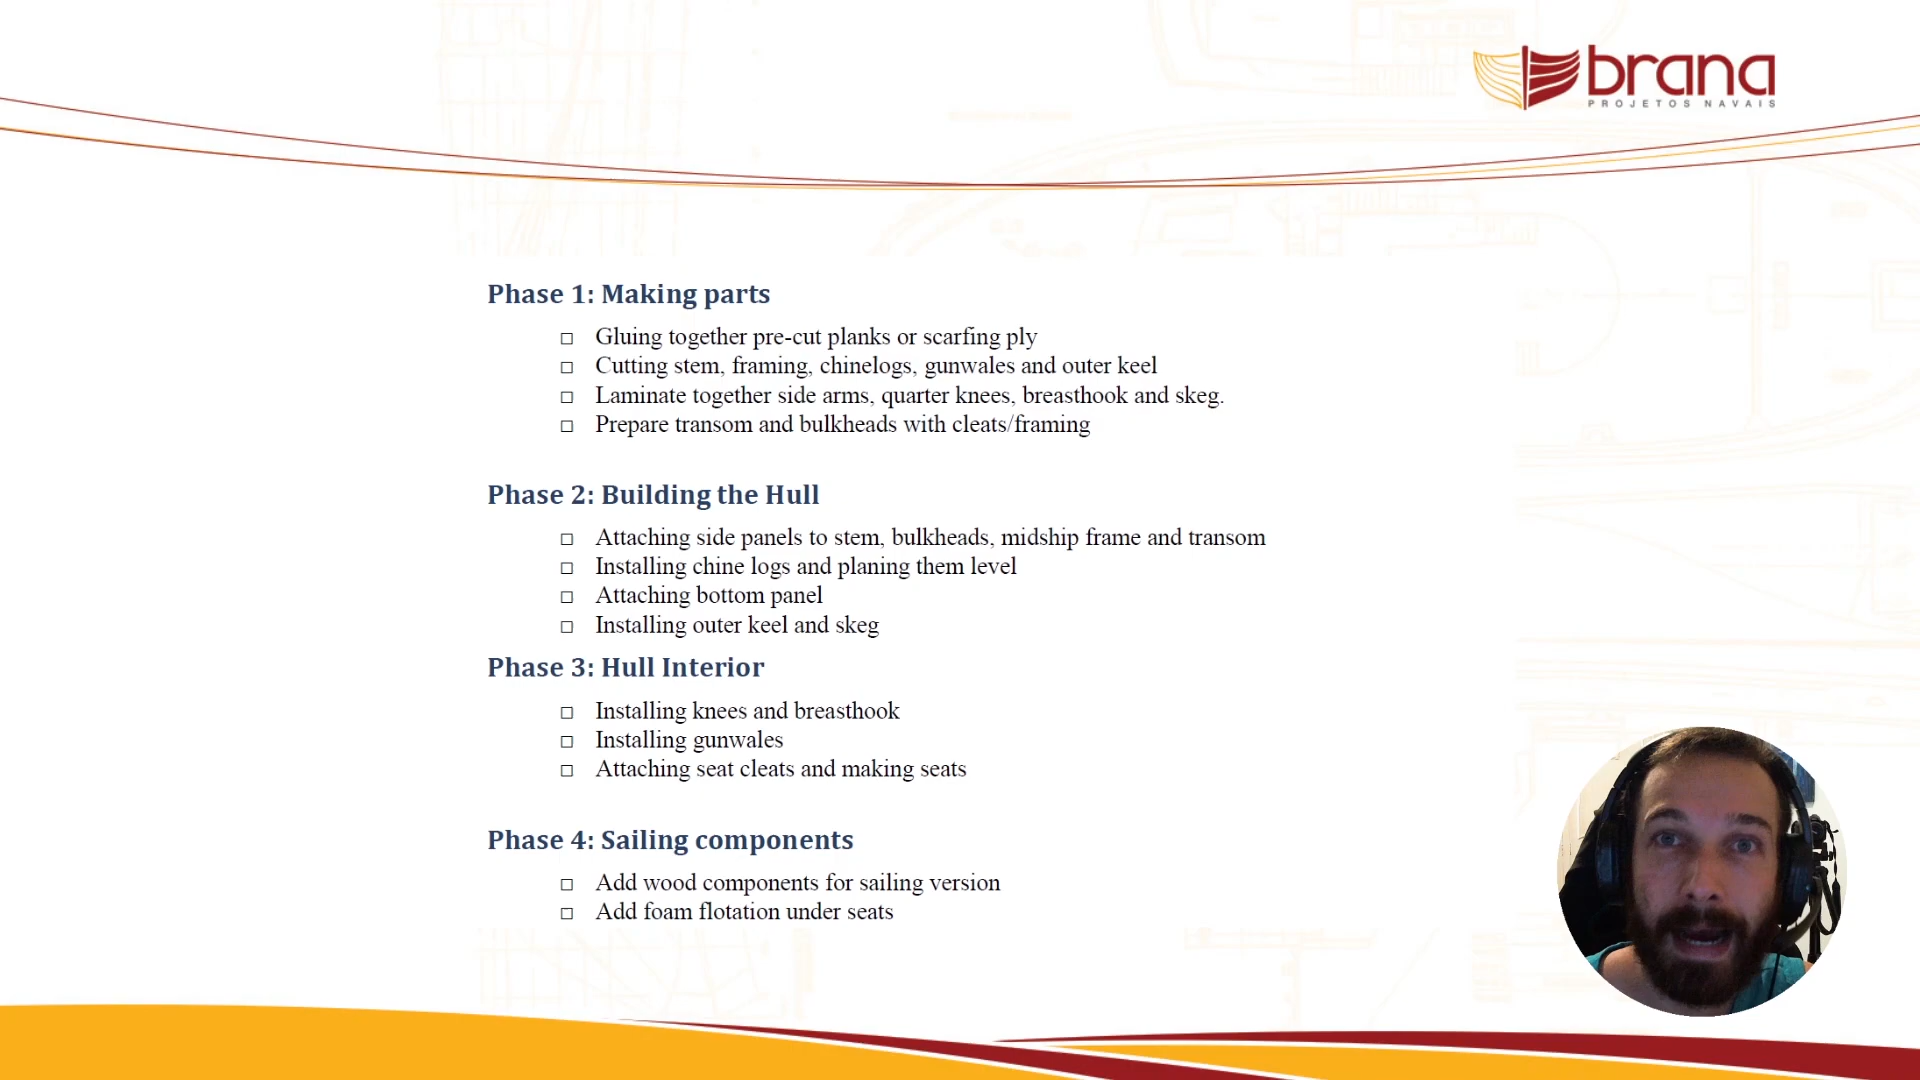 brana
PROJETOS NAVAIS
Phase 1: Making parts
□ Gluing together pre-cut planks or scarfing ply
□ Cutting stem, framing, chinelogs, gunwales and outer keel
□ Laminate together side arms, quarter knees, breasthook and skeg.
□ Prepare transom and bulkheads with cleats/framing
Phase 2: Building the Hull
□ Attaching side panels to stem, bulkheads, midship frame and transom
□ Installing chine logs and planing them level
□ Attaching bottom panel
□ Installing outer keel and skeg
Phase 3: Hull Interior
□ Installing knees and breasthook
□ Installing gunwales
□ Attaching seat cleats and making seats
Phase 4: Sailing components
□ Add wood components for sailing version
□ Add foam flotation under seats